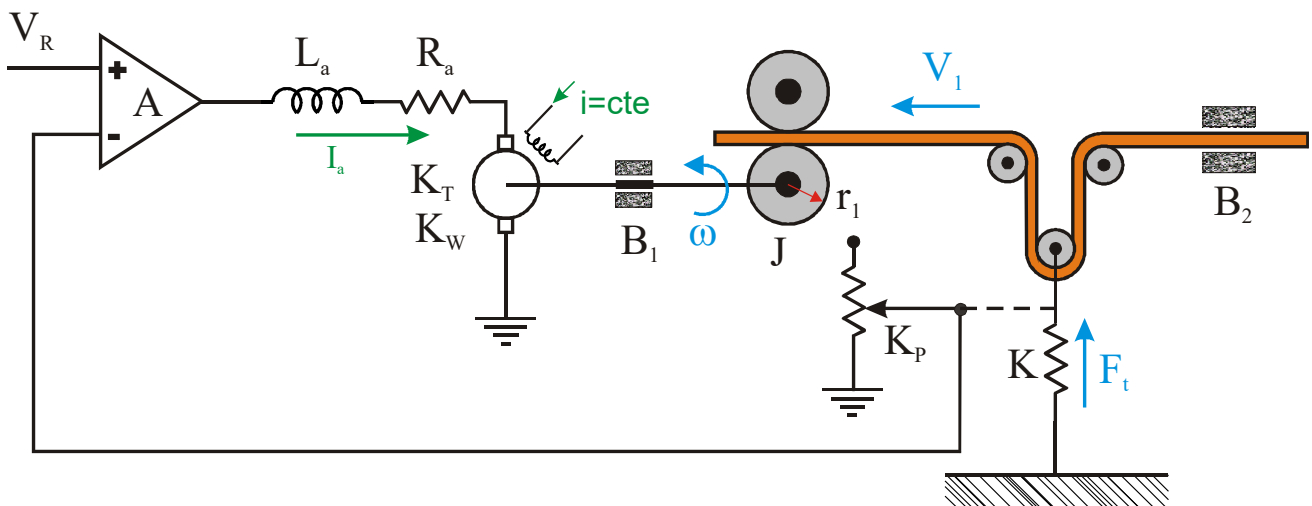 V_R
+
A
-
L_a
R_a
I_a
i=cte
K_T
K_W
B_1
ω
J
r_1
V_1
B_2
K_P
K
F_t